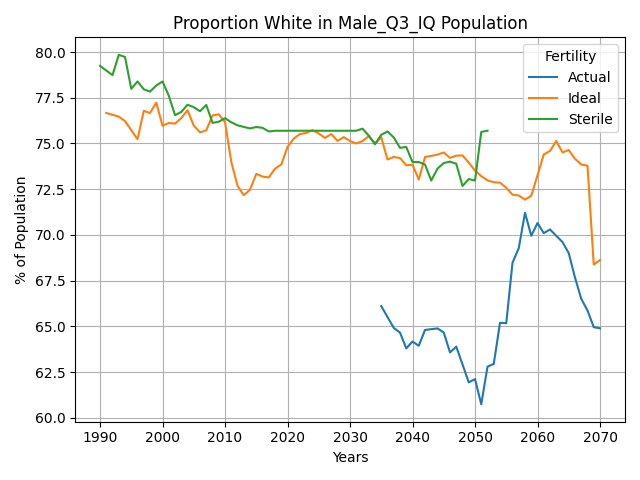 Proportion White in Male_Q3_IQ Population
Fertility
Actual
Ideal
Sterile
% of Population
80.0
77.5
75.0
72.5
70.0
67.5
65.0
62.5
60.0
1990 2000 2010 2020 2030 2040 2050 2060 2070
Years